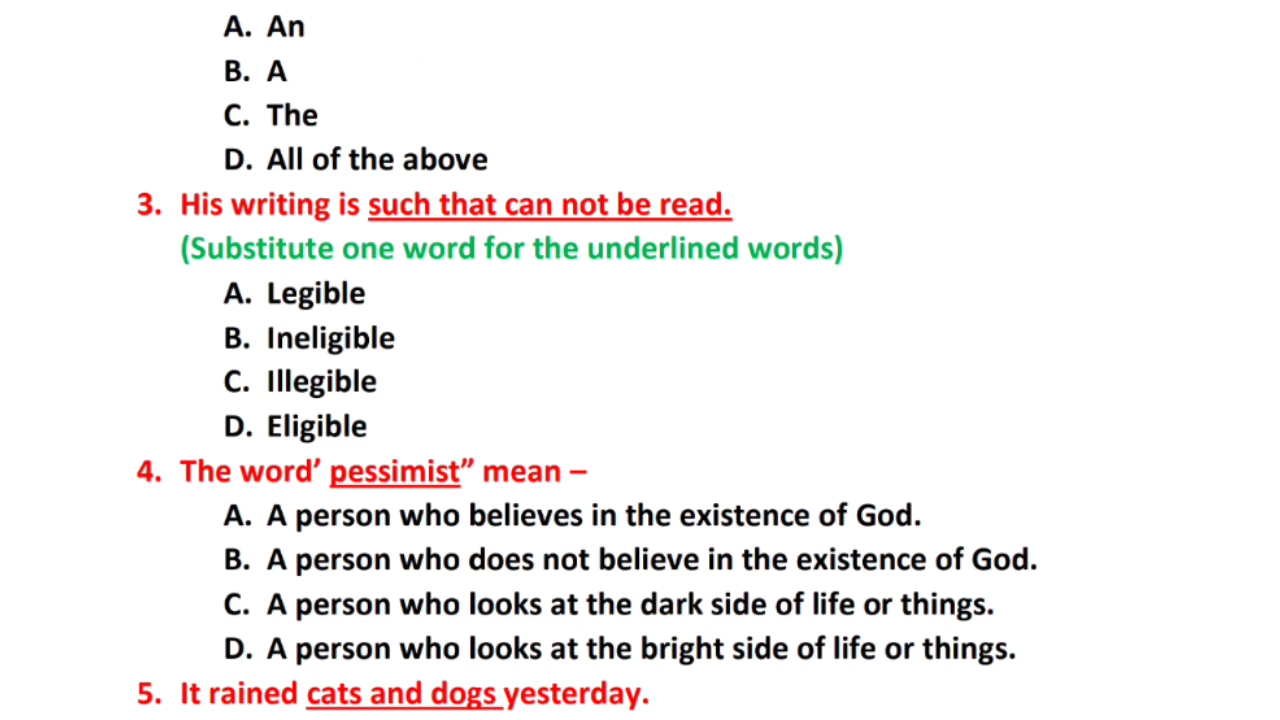 A. An
B. A
C. The
D. All of the above
3. His writing is such that can not be read.
(Substitute one word for the underlined words)
A. Legible
B. Ineligible
C. Illegible
D. Eligible
4. The word’ pessimist” mean –
A. A person who believes in the existence of God.
B. A person who does not believe in the existence of God.
C. A person who looks at the dark side of life or things.
D. A person who looks at the bright side of life or things.
5. It rained cats and dogs yesterday.